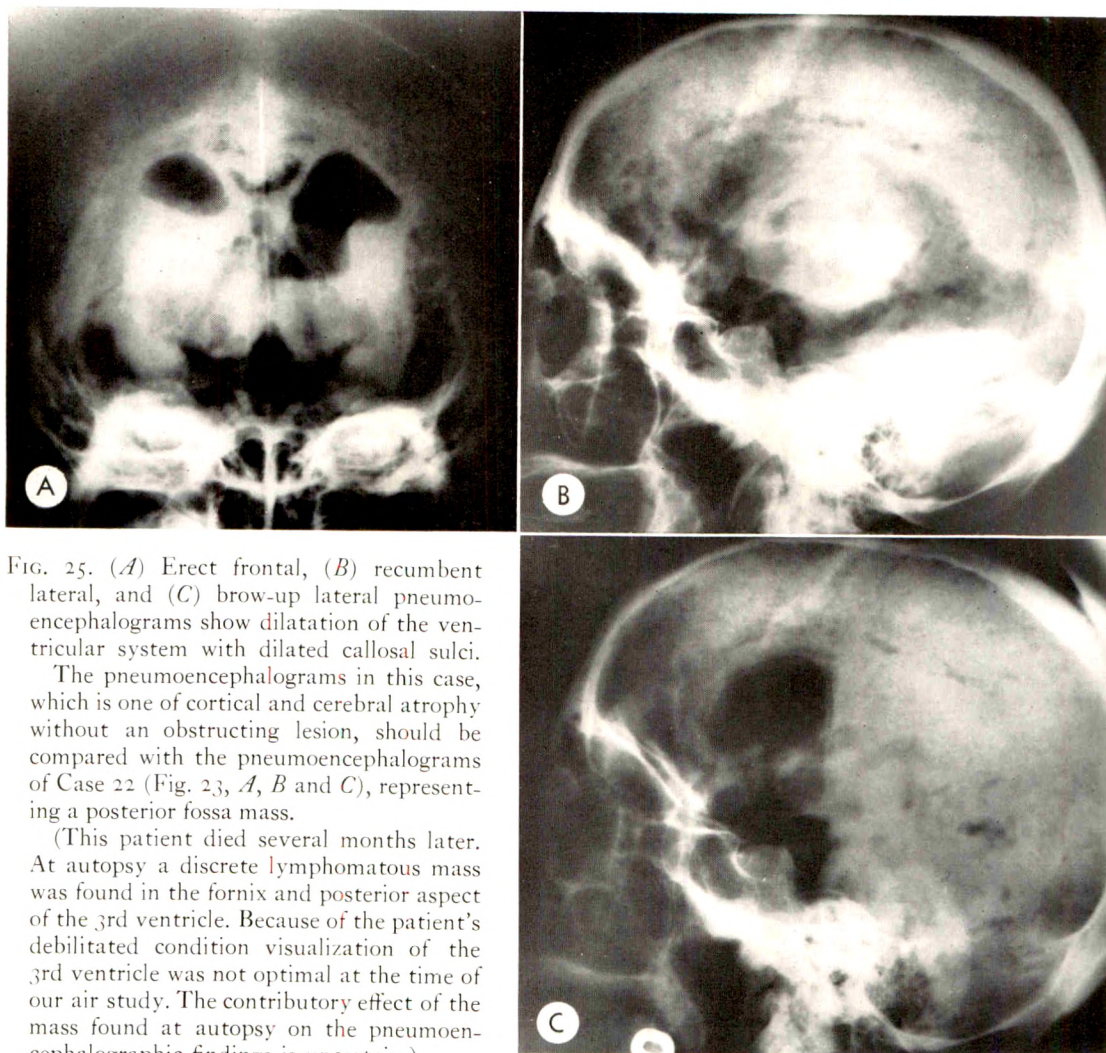 A
B
FIG. 25. (A) Erect frontal, (B) recumbent
lateral, and (C) brow-up lateral pneumo-
encephalograms show dilatation of the ven-
tricular system with dilated callosal sulci.
The pneumoencephalograms in this case,
which is one of cortical and cerebral atrophy
without an obstructing lesion, should be
compared with the pneumoencephalograms
of Case 22 (Fig. 23, A, B and C), represent-
ing a posterior fossa mass.
(This patient died several months later.
At autopsy a discrete lymphomatous mass
was found in the fornix and posterior aspect
of the 3rd ventricle. Because of the patient's
debilitated condition visualization of the
3rd ventricle was not optimal at the time of
our air study. The contributory effect of the
mass found at autopsy on the pneumoen-
C